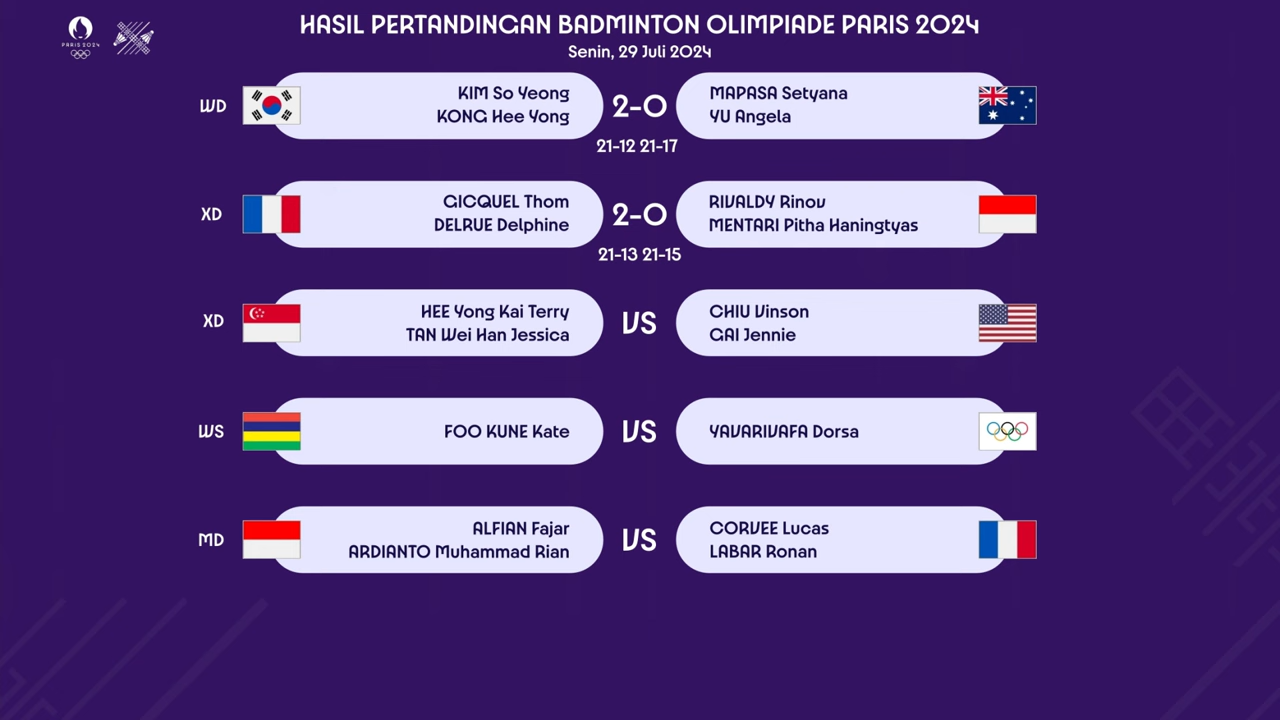 HASIL PERTANDINGAN BADMINTON OLIMPIADE PARIS 2024
Senin, 29 Juli 2024
PARIS 2024
WD
KIM So Yeong
KONG Hee Yong
2-0
MAPASA Setyana
YU Angela
21-12 21-17
XD
GICQUEL Thom
DELRUE Delphine
2-0
RIVALDY Rinov
MENTARI Pitha Haningtyas
21-13 21-15
XD
HEE Yong Kai Terry
TAN Wei Han Jessica
VS
CHIU Vinson
GAI Jennie
WS
FOO KUNE Kate
VS
YAVARIVAFA Dorsa
MD
ALFIAN Fajar
ARDIANTO Muhammad Rian
VS
CORVEE Lucas
LABAR Ronan